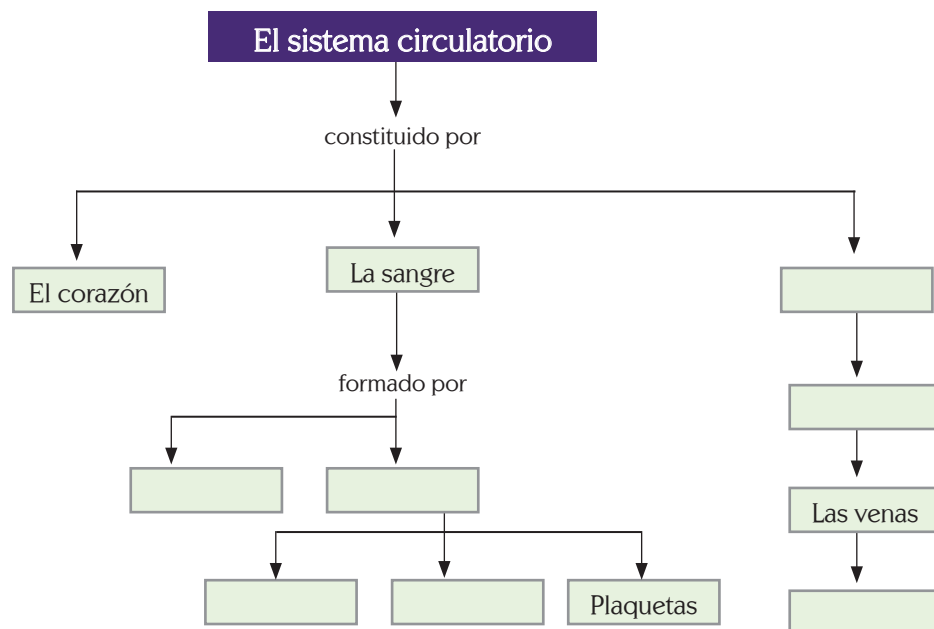 El sistema circulatorio
constituido por
El corazón
La sangre
formado por
Las venas
Plaquetas